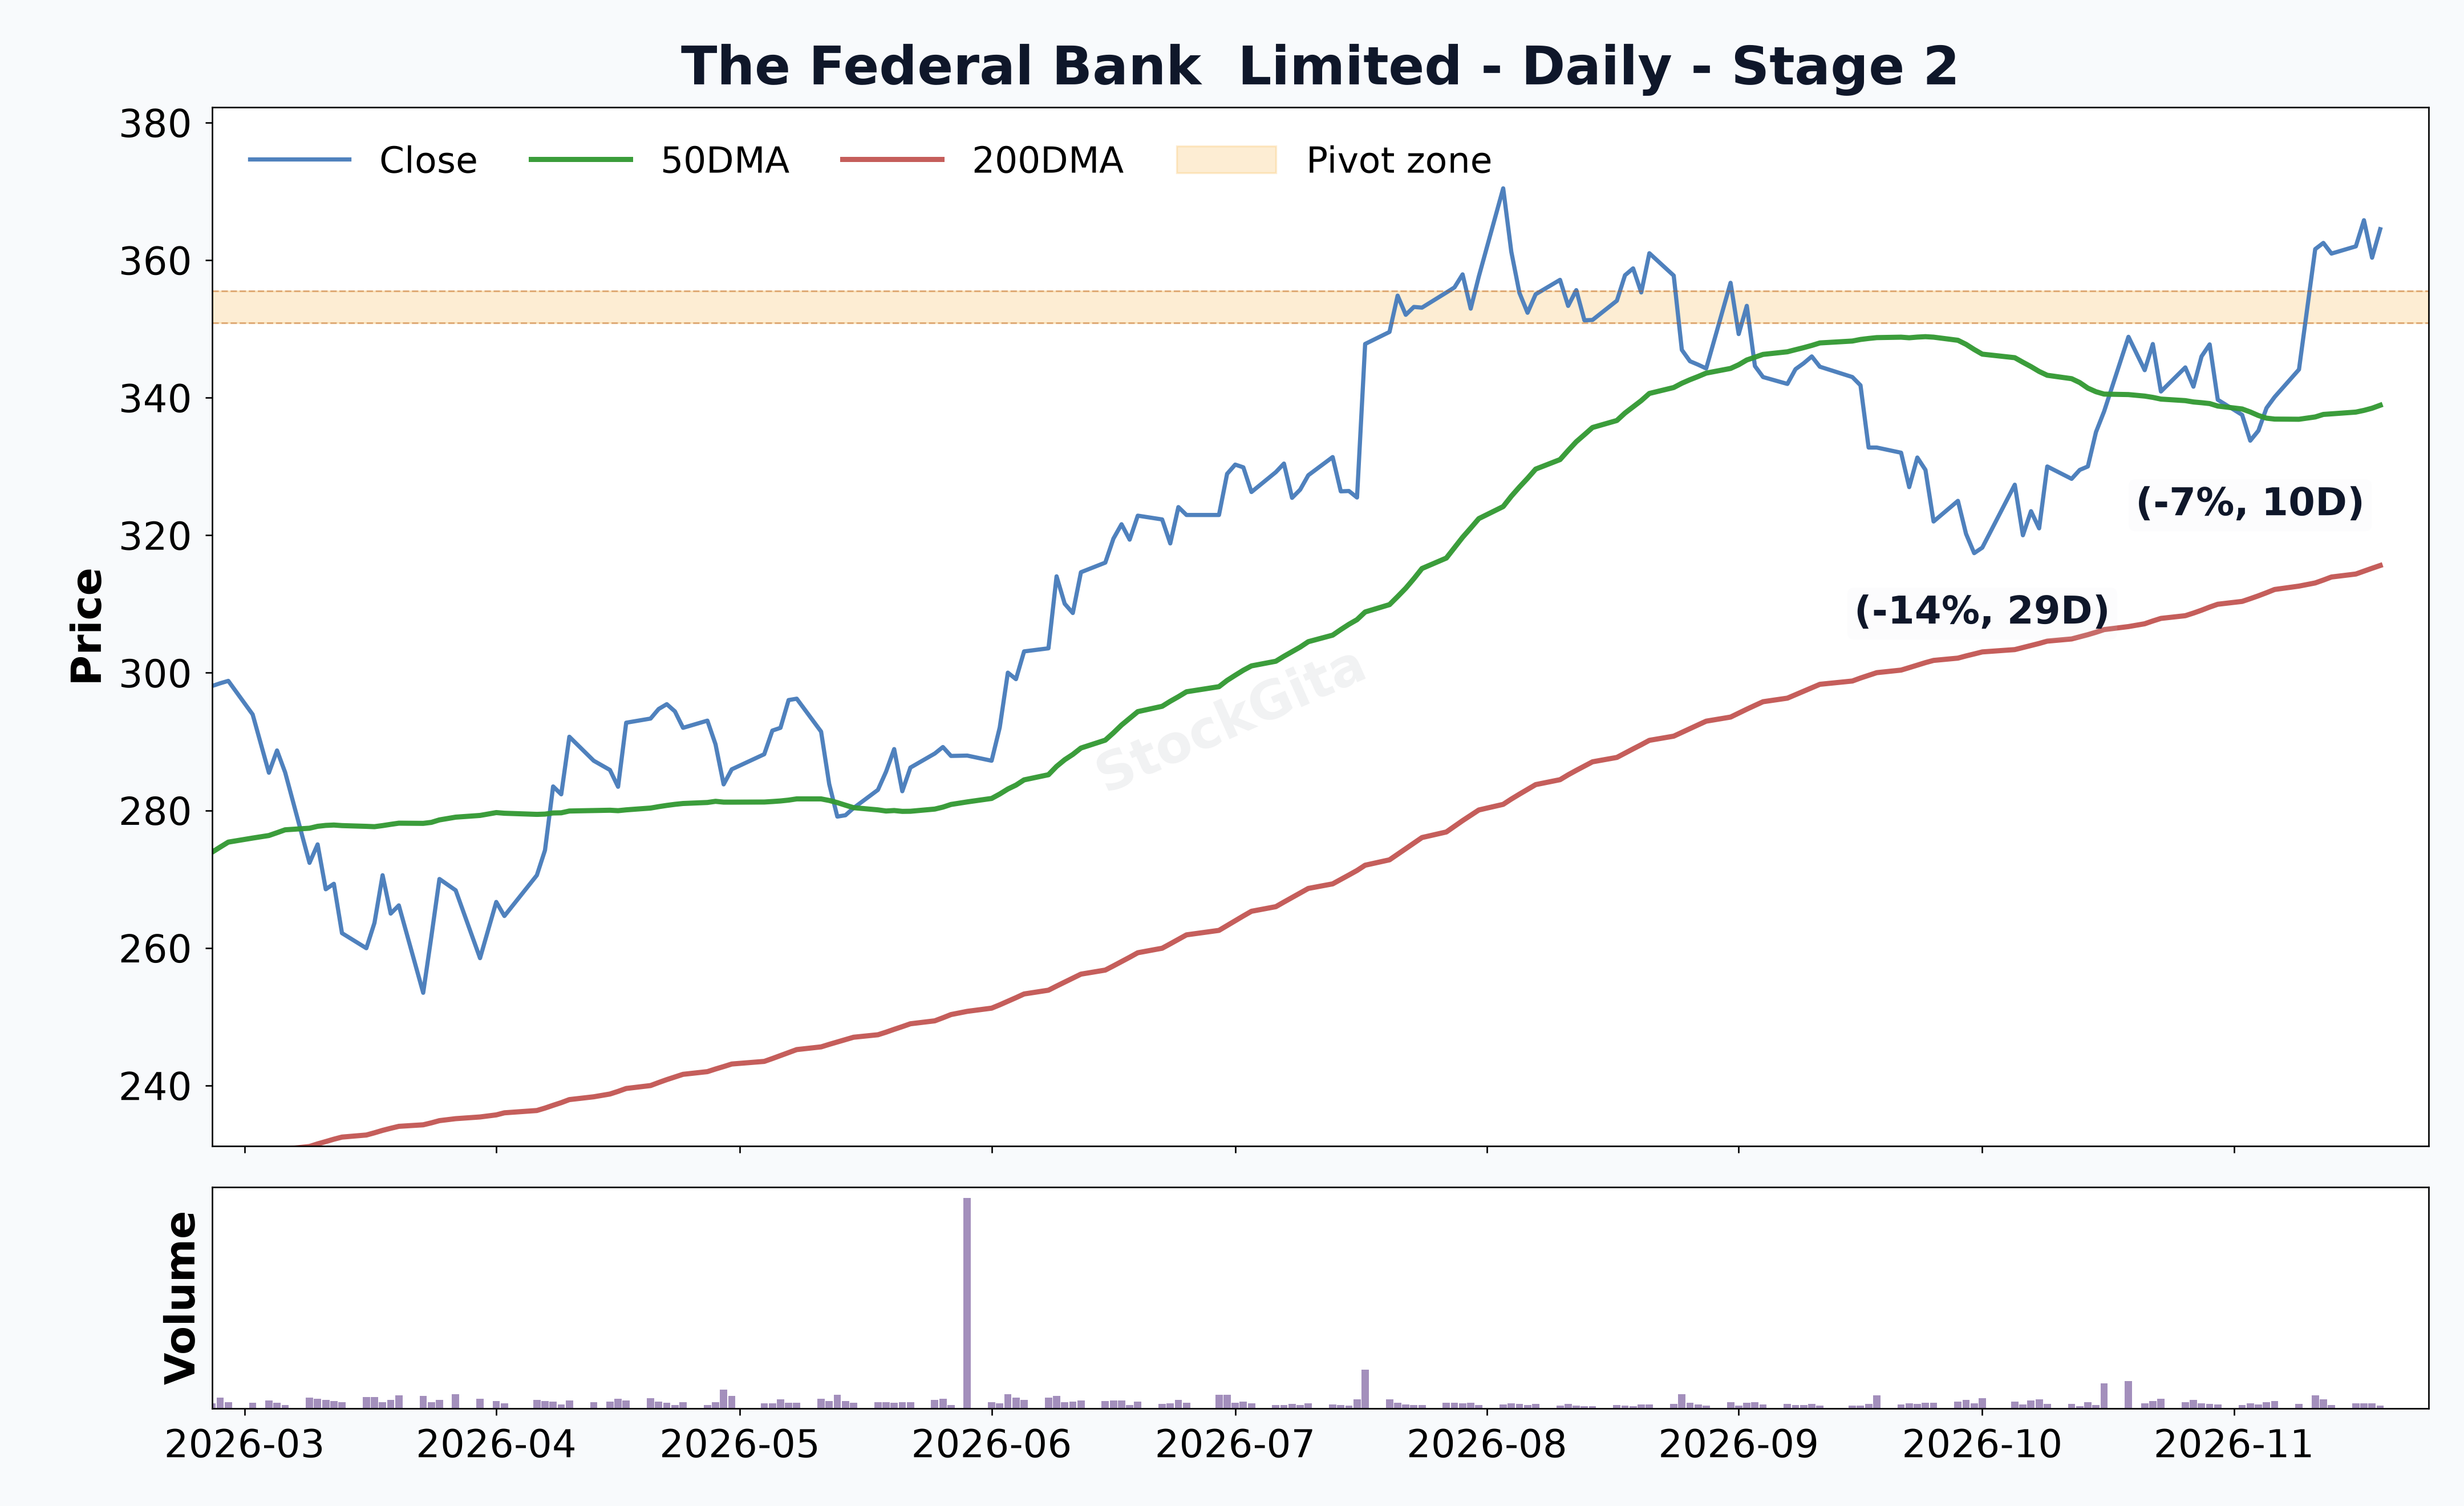 The Federal Bank  Limited - Daily - Stage 2
Close 50DMA 200DMA Pivot zone
380
360
340
320
300
280
260
240
Price
(-7%, 10D)
(-14%, 29D)
StockGita
Volume
2026-03 2026-04 2026-05 2026-06 2026-07 2026-08 2026-09 2026-10 2026-11